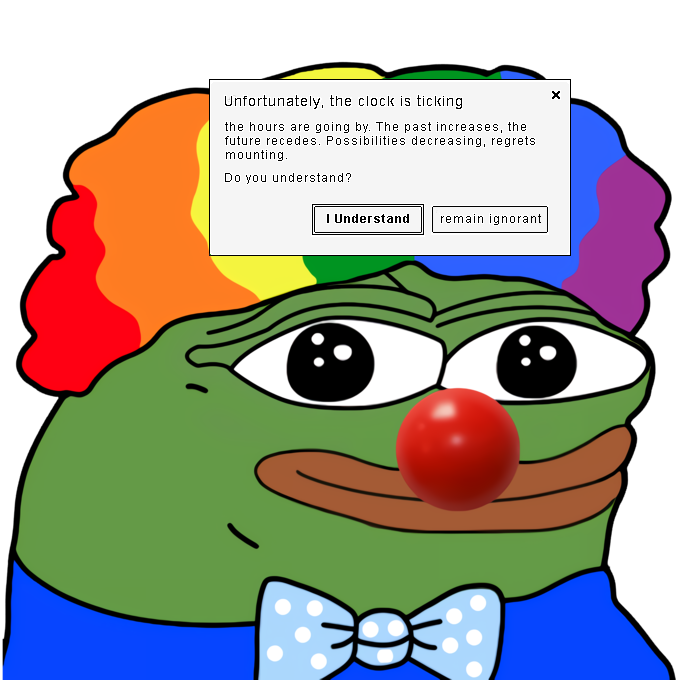 Unfortunately, the clock is ticking
the hours are going by. The past increases, the
future recedes. Possibilities decreasing, regrets
mounting.
Do you understand?
I Understand
remain ignorant